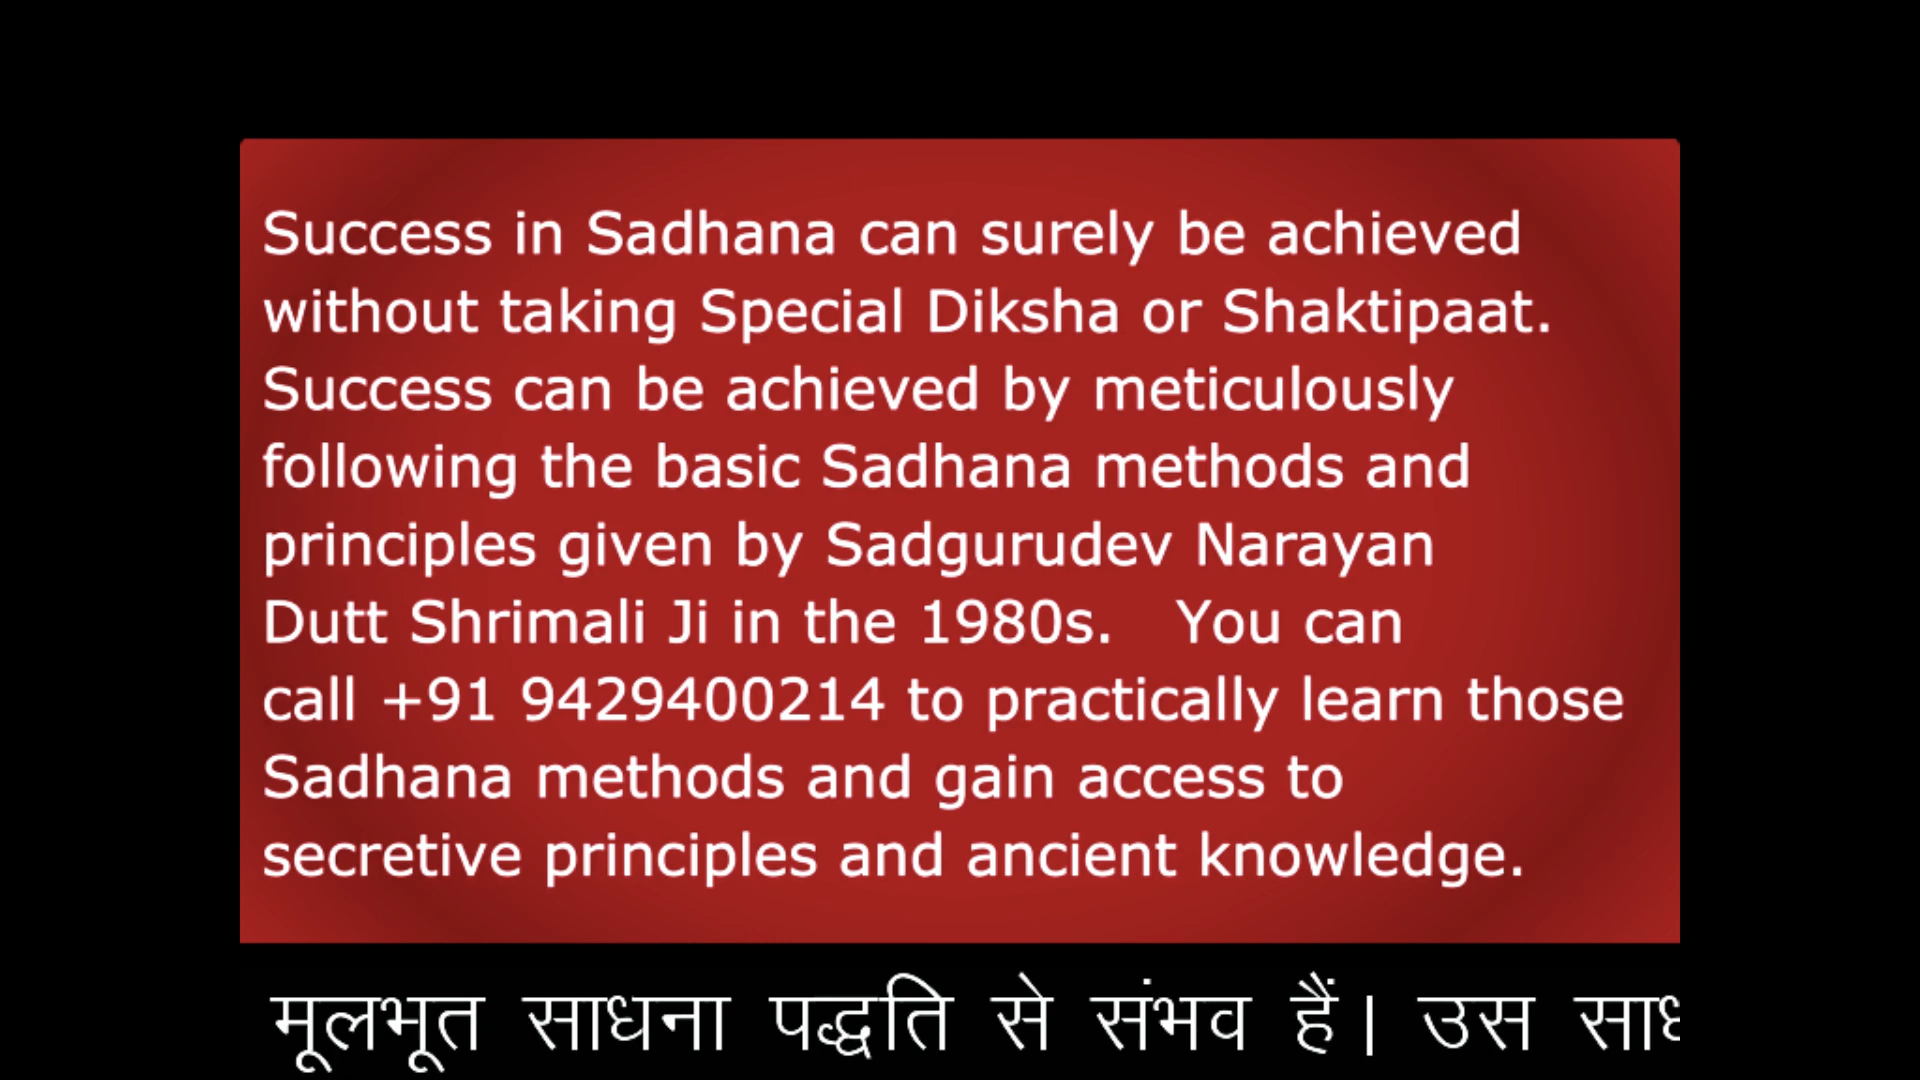 Success in Sadhana can surely be achieved
without taking Special Diksha or Shaktipaat.
Success can be achieved by meticulously
following the basic Sadhana methods and
principles given by Sadgurudev Narayan
Dutt Shrimali Ji in the 1980s. You can
call +91 9429400214 to practically learn those
Sadhana methods and gain access to
secretive principles and ancient knowledge.
मूलभूत साधना पद्धति से संभव हैं। उस